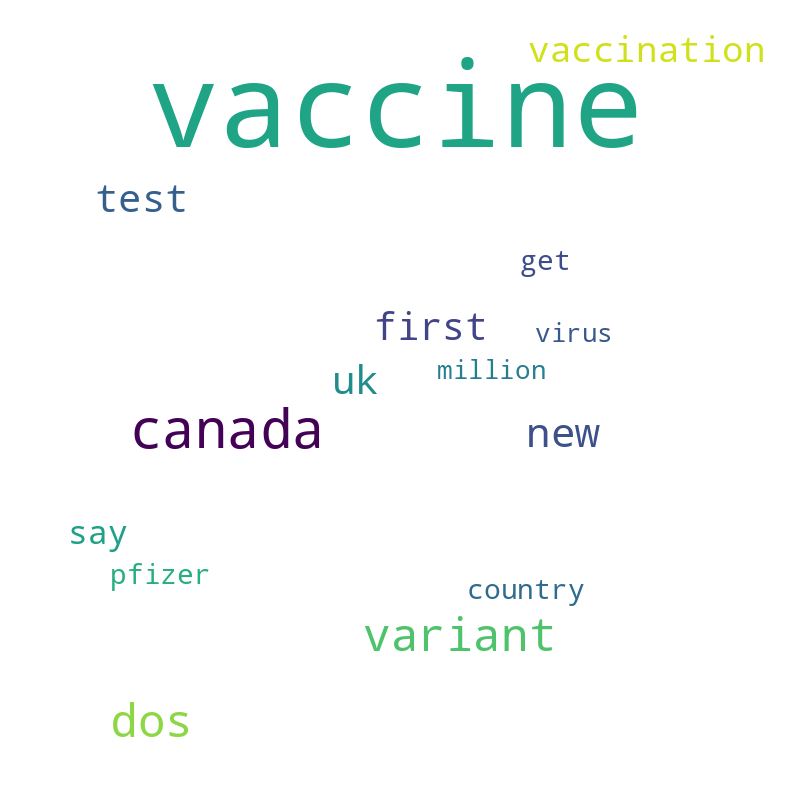 vaccination
vaccine
test
get
first
virus
million
uk
canada
new
say
pfizer
country
variant
dos